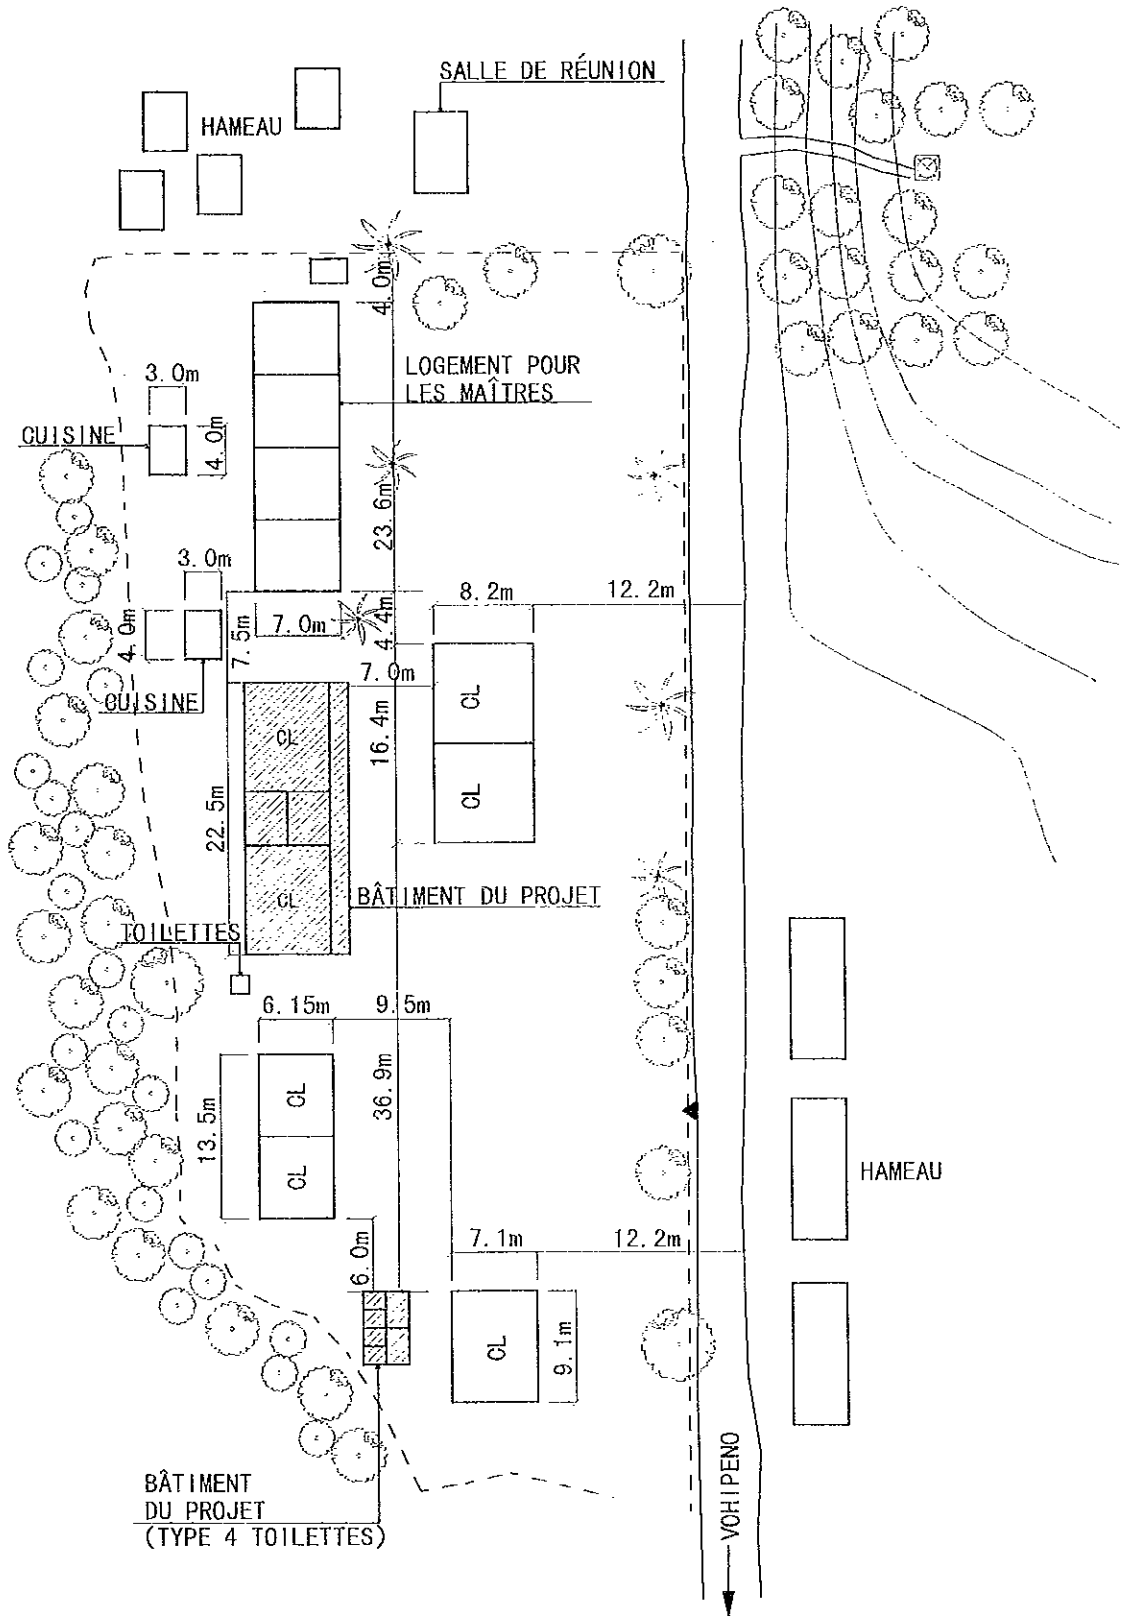 SALLE DE RÉUNION
HAMEAU
4.0m
LOGEMENT POUR
LES MAÎTRES
3.0m
CUISINE
4.0m
23.6m
3.0m
8.2m
12.2m
4.0m
7.5m
7.0m
4.4m
7.0m
CUISINE
CL
CL
16.4m
CL
22.5m
CL
BÂTIMENT DU PROJET
TOILETTES
6.15m
9.5m
13.5m
CL
36.9m
CL
HAMEAU
6.0m
7.1m
12.2m
CL
9.1m
BÂTIMENT
DU PROJET
(TYPE 4 TOILETTES)
VOHIPENO